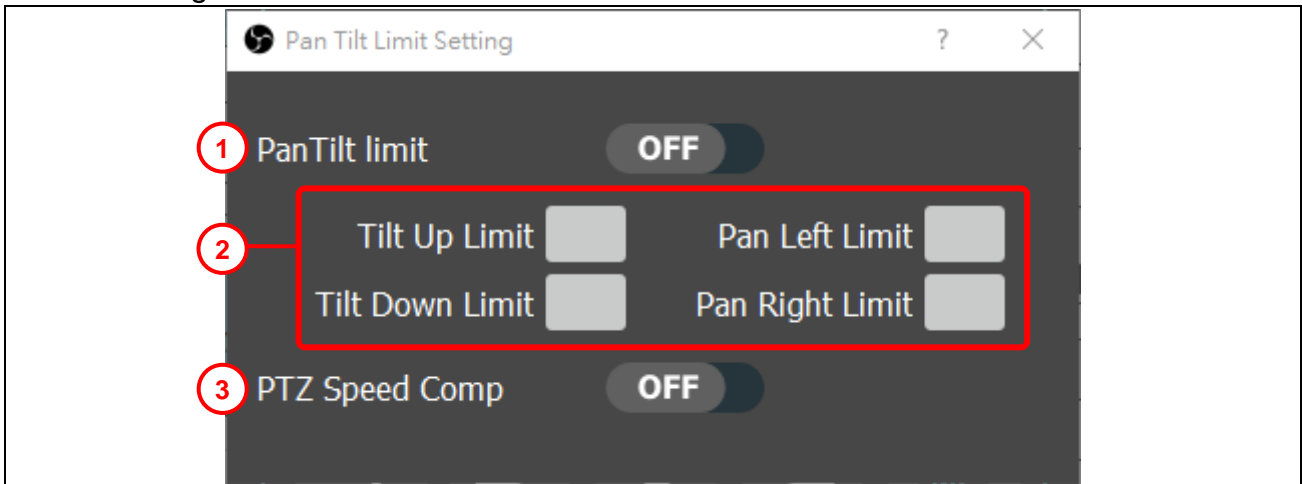 Pan Tilt Limit Setting ? ×
1 PanTilt limit OFF
2 Tilt Up Limit Pan Left Limit
Tilt Down Limit Pan Right Limit
3 PTZ Speed Comp OFF